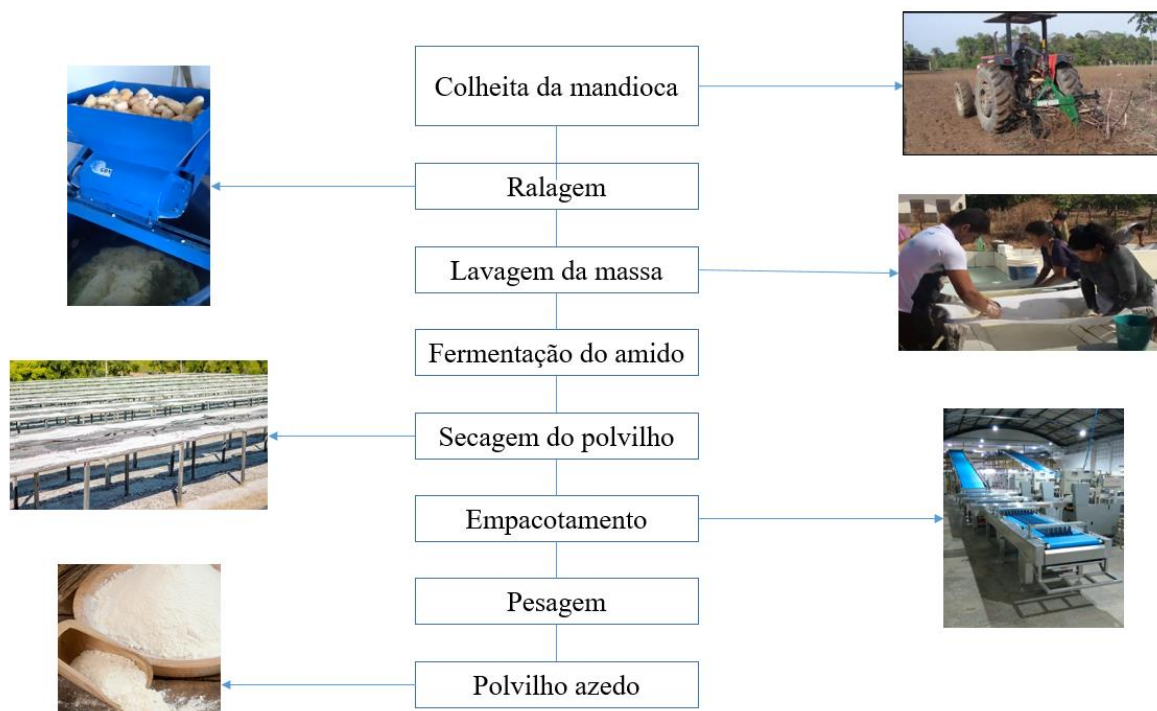 Colheita da mandioca
Ralagem
Lavagem da massa
Fermentação do amido
Secagem do polvilho
Empacotamento
Pesagem
Polvilho azedo